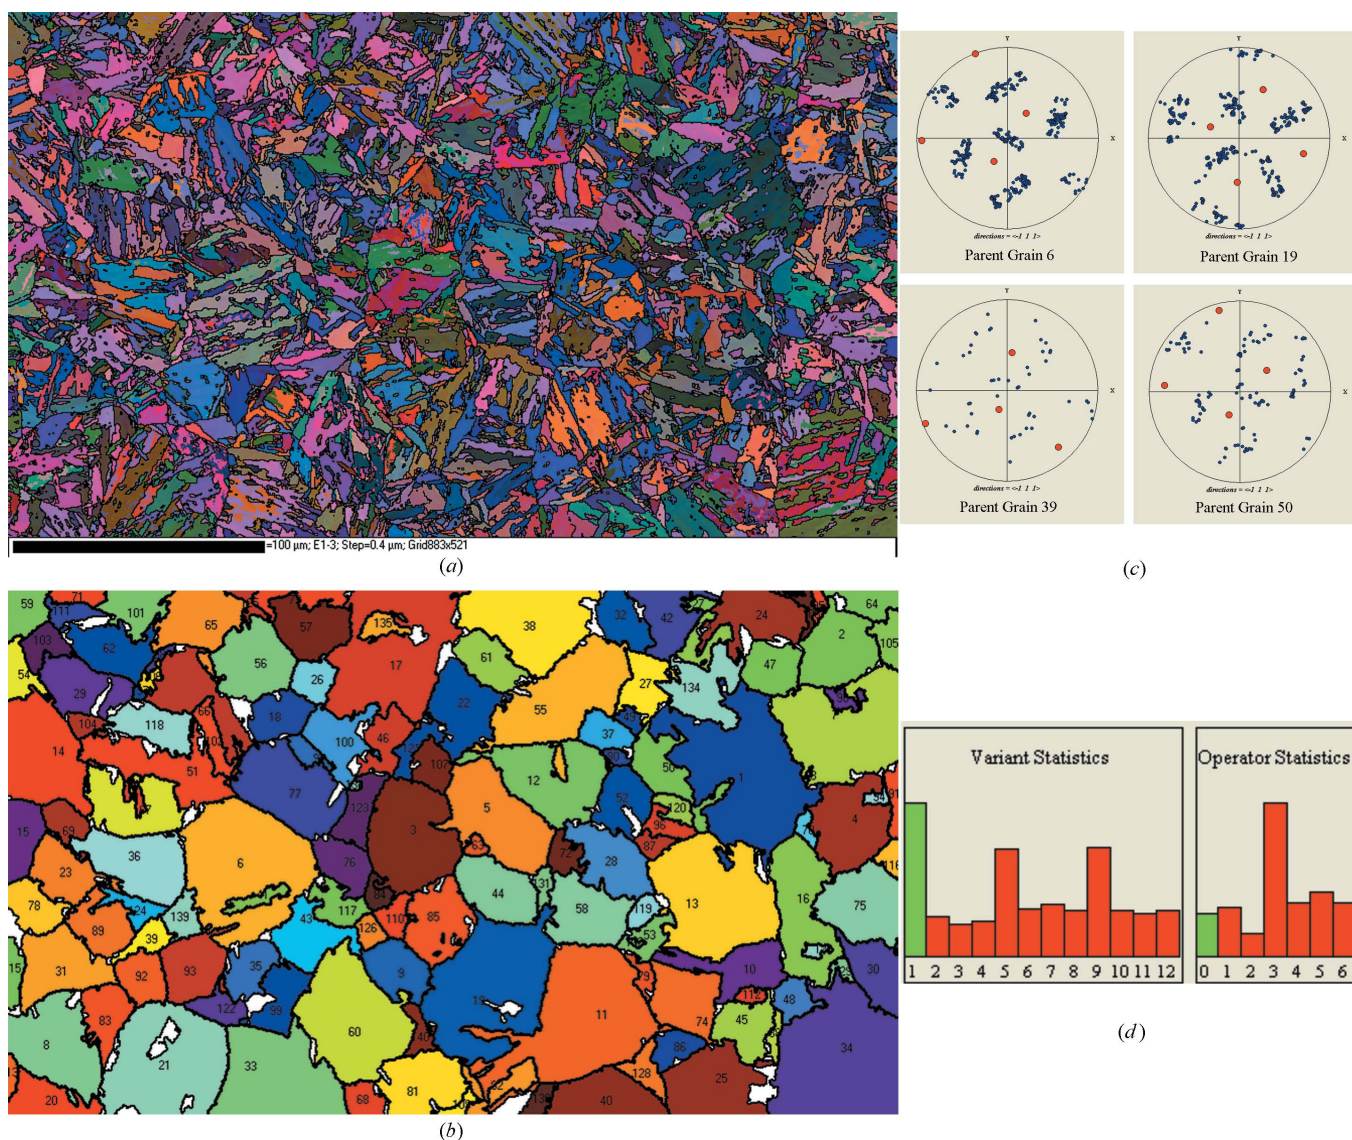 =100 µm; E1-3; Step=0.4 µm; Grid883x521
(a)
Y
X
directions = <-1 1 1>
Parent Grain 6
Y
X
directions = <-1 1 1>
Parent Grain 19
Y
X
directions = <-1 1 1>
Parent Grain 39
Y
directions = <-1 1 1>
Parent Grain 50
(c)
59 71 111 101 65 57 135 38 32 42 24 64
103 62 56 17 61 2 105
54 29 26 27 134 47
118 66 18 22 55
14 104 100 46 37
51 77 107 12 1
15 69 123 3 5 52 120 4
36 6 96
23 76 63 72 28 87
78 24 139 43 117 44 131 58 119 13 16 75
89 39 110 85 126 53
31 92 93 35 9 10 30
122 99 19 79 112 48
8 83 60 11 74 45
21 33 86 34
20 68 81 40 128 25
(b)
Variant Statistics
1 2 3 4 5 6 7 8 9 10 11 12
Operator Statistics
0 1 2 3 4 5 6
(d)